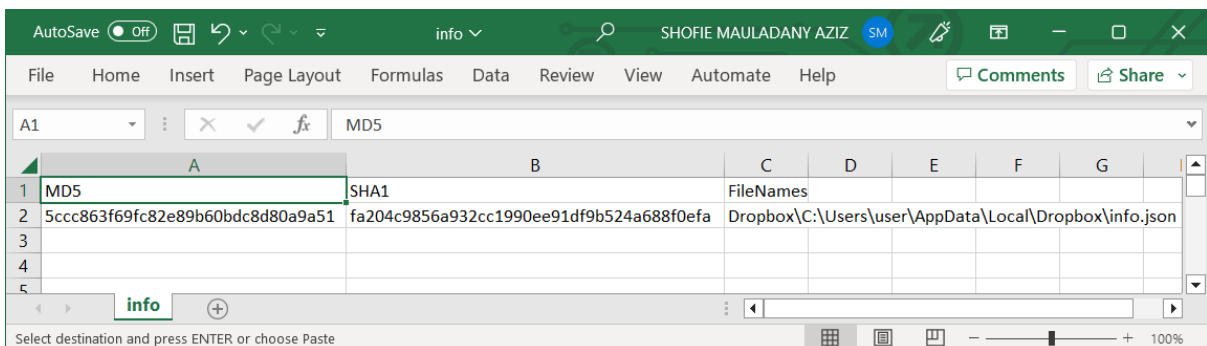 AutoSave Off info SHOFIE MAULADANY AZIZ SM
File Home Insert Page Layout Formulas Data Review View Automate Help Comments Share
A1 fx MD5
A B C D E F G
1 MD5 SHA1 FileNames
2 5ccc863f69fc82e89b60bdc8d80a9a51 fa204c9856a932cc1990ee91df9b524a688f0efa Dropbox\C:\Users\user\AppData\Local\Dropbox\info.json
3
4
5
info
Select destination and press ENTER or choose Paste 100%